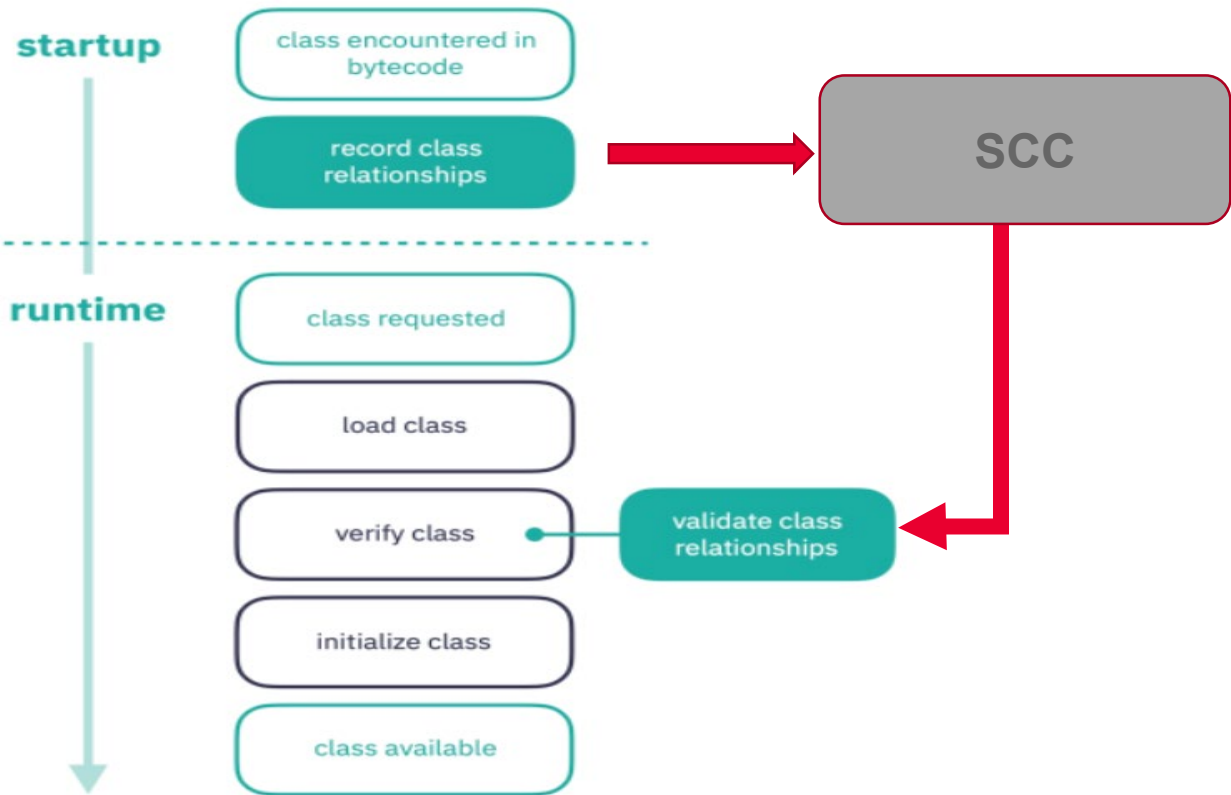 startup
class encountered in
bytecode
record class
relationships
SCC
runtime
class requested
load class
verify class
validate class
relationships
initialize class
class available